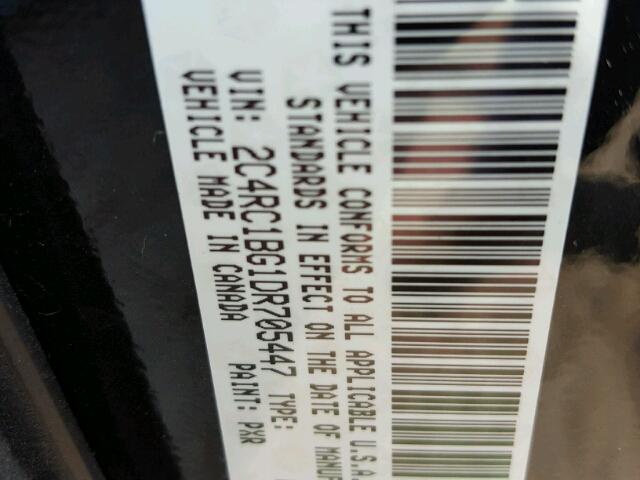 THIS VEHICLE CONFORMS TO ALL APPLICABLE U.S.A.
STANDARDS IN EFFECT ON THE DATE OF MANUF
VIN: 2C4RC1BG1DR705447 TYPE:
VEHICLE MADE IN CANADA PAINT: PXR